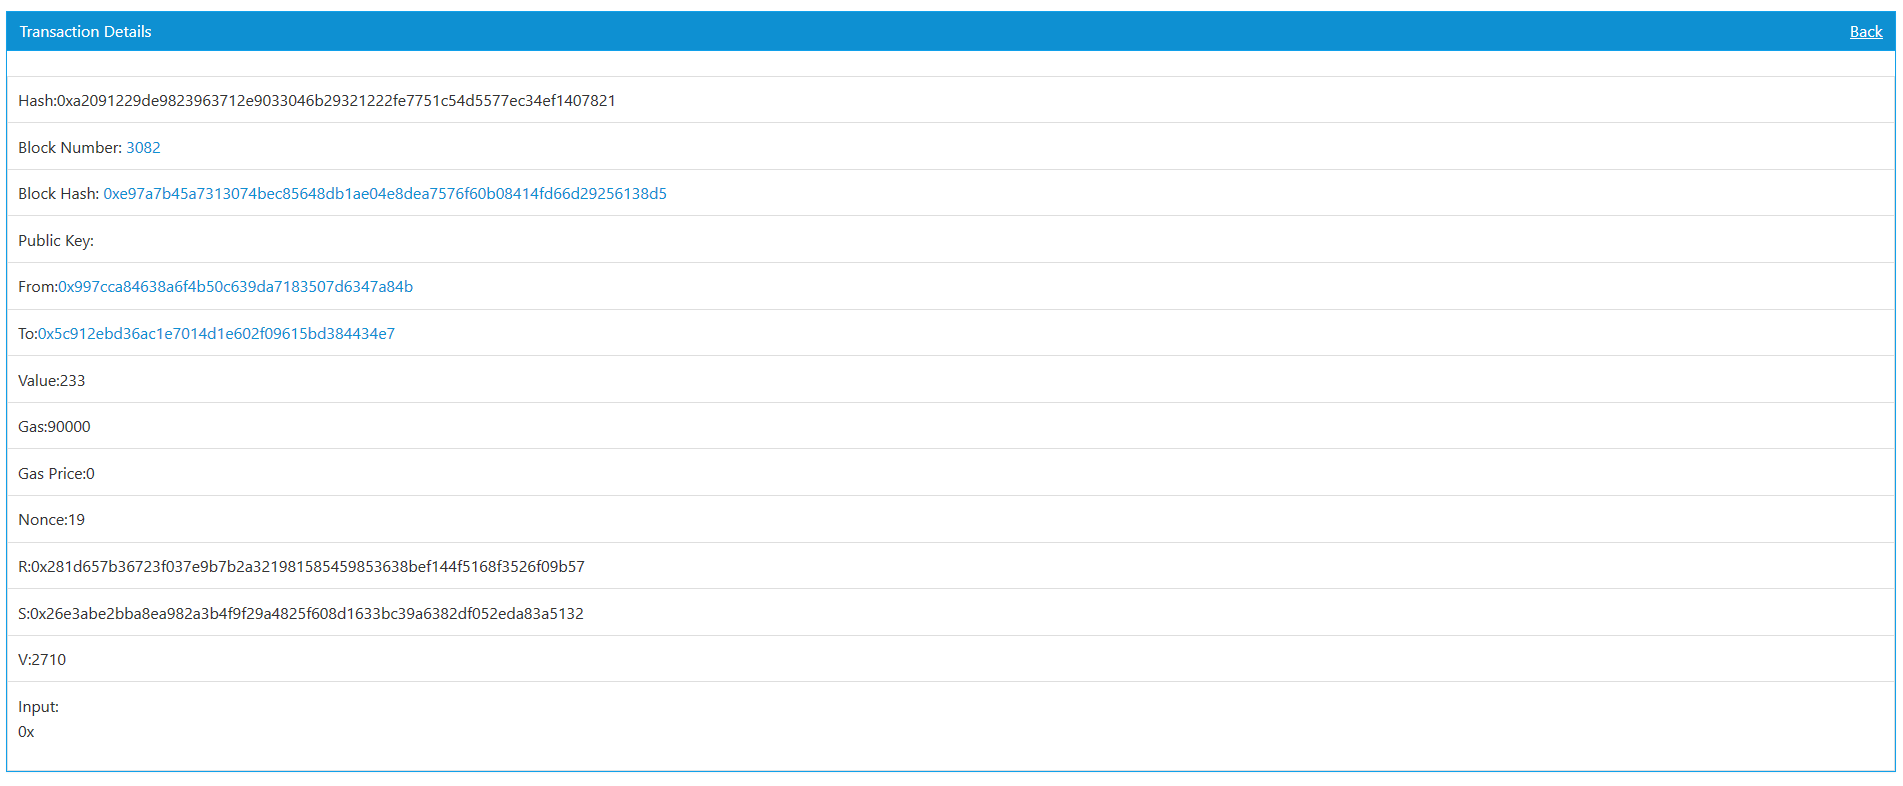 Transaction Details
Back
Hash:0xa2091229de9823963712e9033046b29321222fe7751c54d5577ec34ef1407821
Block Number: 3082
Block Hash: 0xe97a7b45a7313074bec85648db1ae04e8dea7576f60b08414fd66d29256138d5
Public Key:
From:0x997cca84638a6f4b50c639da7183507d6347a84b
To:0x5c912ebd36ac1e7014d1e602f09615bd384434e7
Value:233
Gas:90000
Gas Price:0
Nonce:19
R:0x281d657b36723f037e9b7b2a321981585459853638bef144f5168f3526f09b57
S:0x26e3abe2bba8ea982a3b4f9f29a4825f608d1633bc39a6382df052eda83a5132
V:2710
Input:
0x